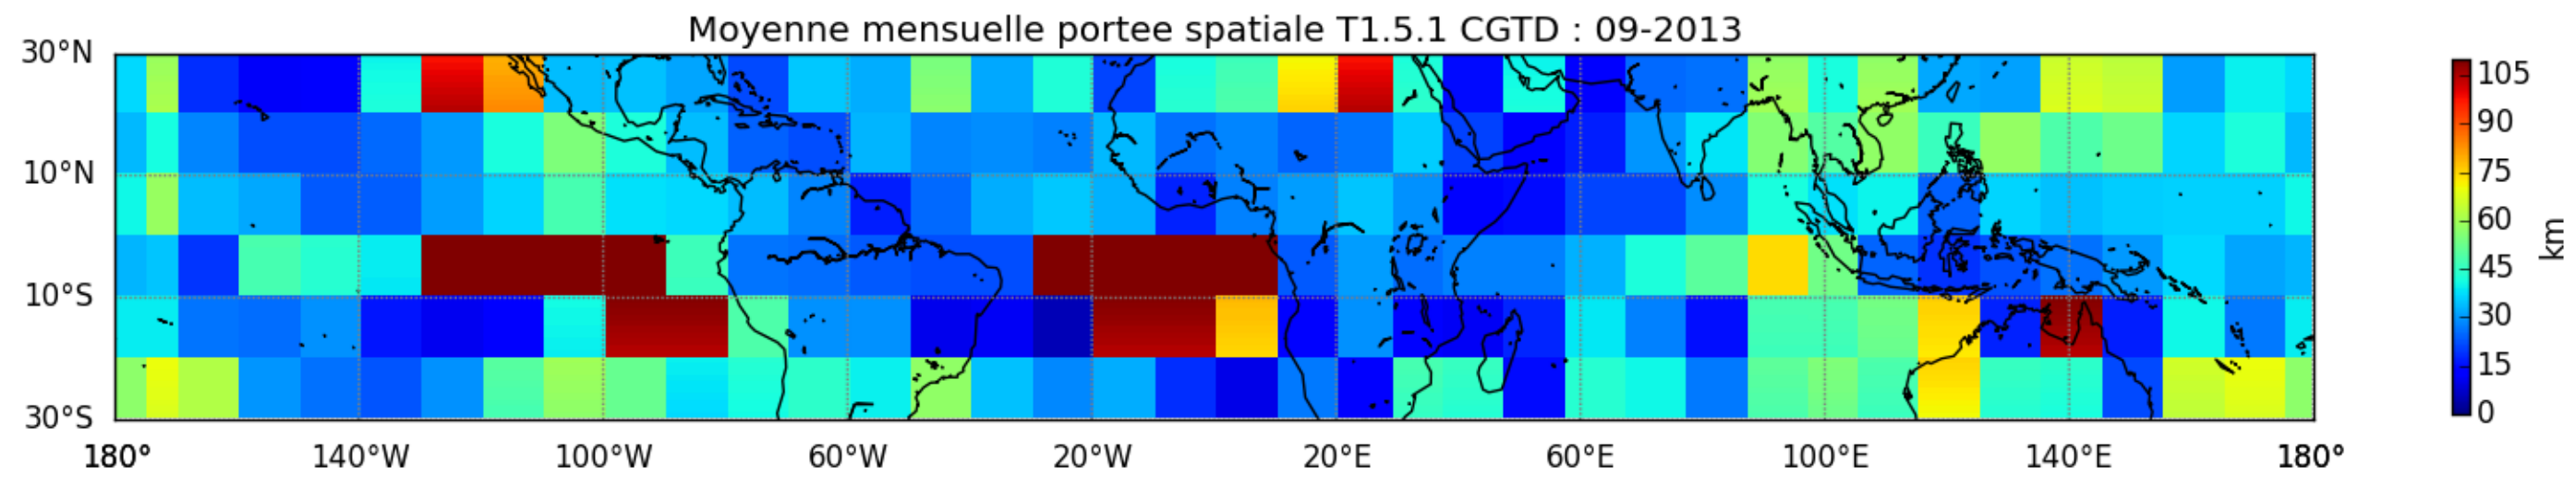 Moyenne mensuelle portee spatiale T1.5.1 CGTD : 09-2013
30°N
10°N
10°S
30°S
180° 140°W 100°W 60°W 20°W 20°E 60°E 100°E 140°E 180°
105
90
75
60
45
30
15
0
km